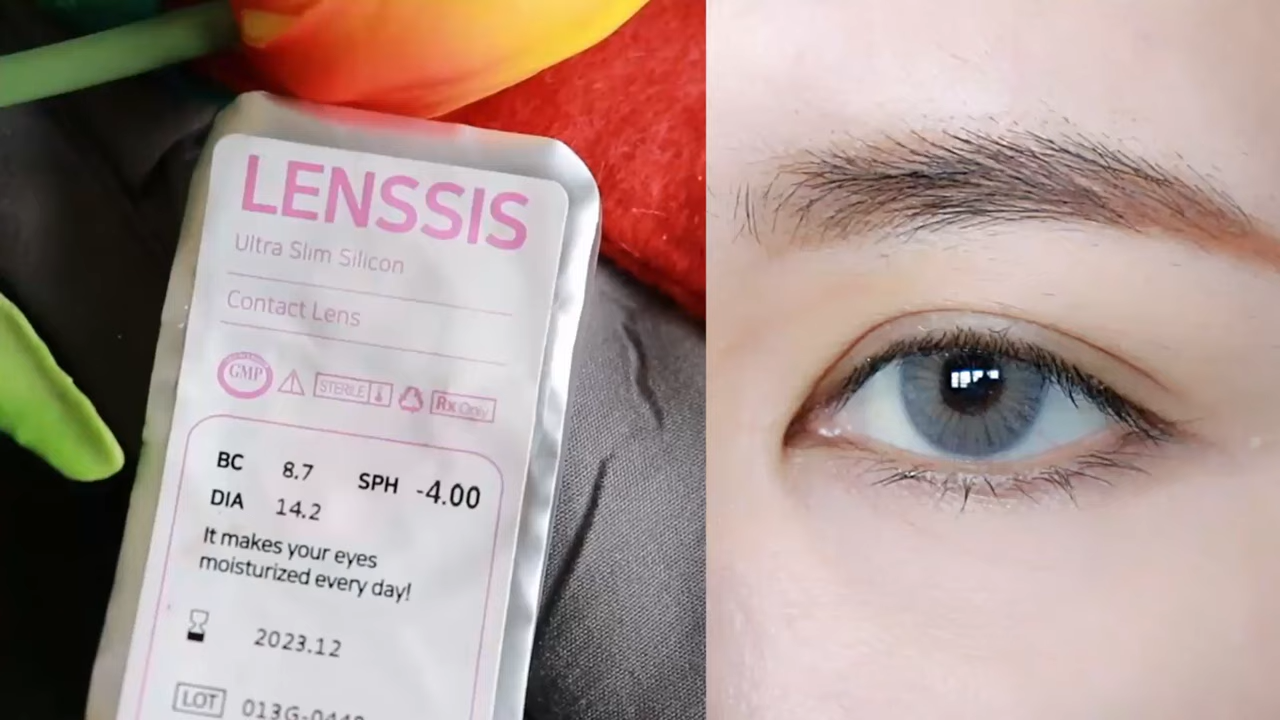 LENSSIS
Ultra Slim Silicon
Contact Lens
GMP STERILE Rx Only
BC 8.7 SPH -4.00
DIA 14.2
It makes your eyes
moisturized every day!
2023.12
LOT